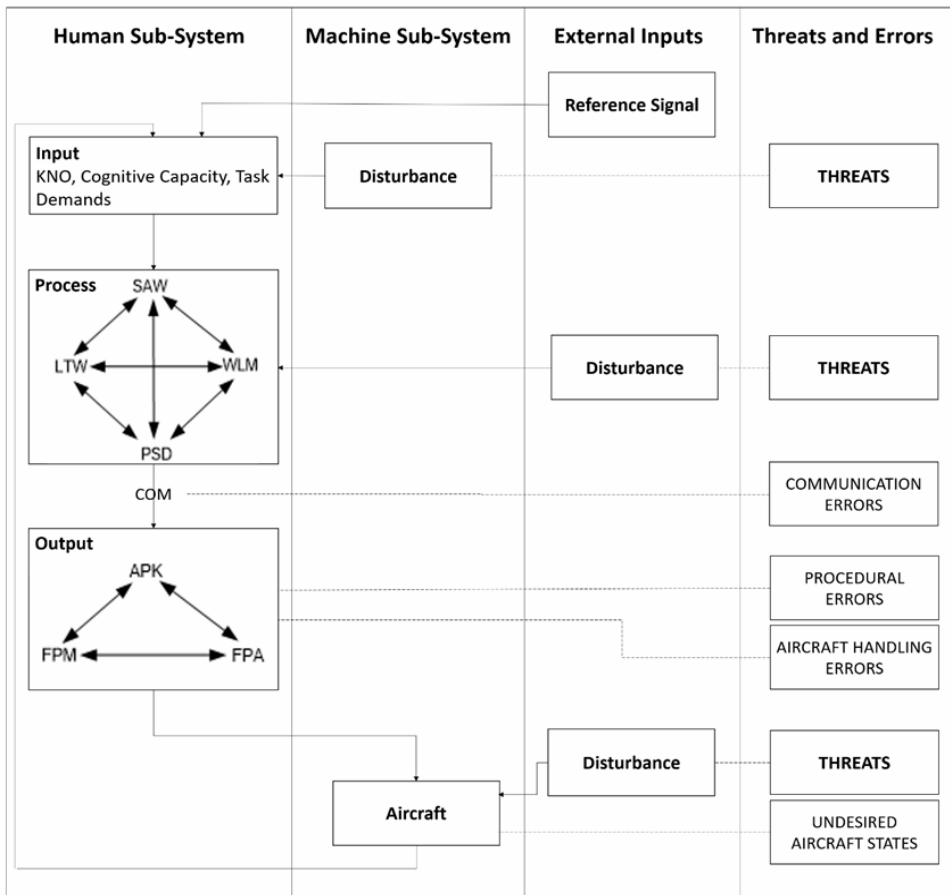 Human Sub-System
Machine Sub-System
External Inputs
Threats and Errors
Reference Signal
Input
KNO, Cognitive Capacity, Task
Demands
Disturbance
THREATS
Process
SAW
LTW
WLM
PSD
Disturbance
THREATS
COM
COMMUNICATION
ERRORS
Output
APK
FPM
FPA
PROCEDURAL
ERRORS
AIRCRAFT HANDLING
ERRORS
Disturbance
THREATS
Aircraft
UNDESIRED
AIRCRAFT STATES